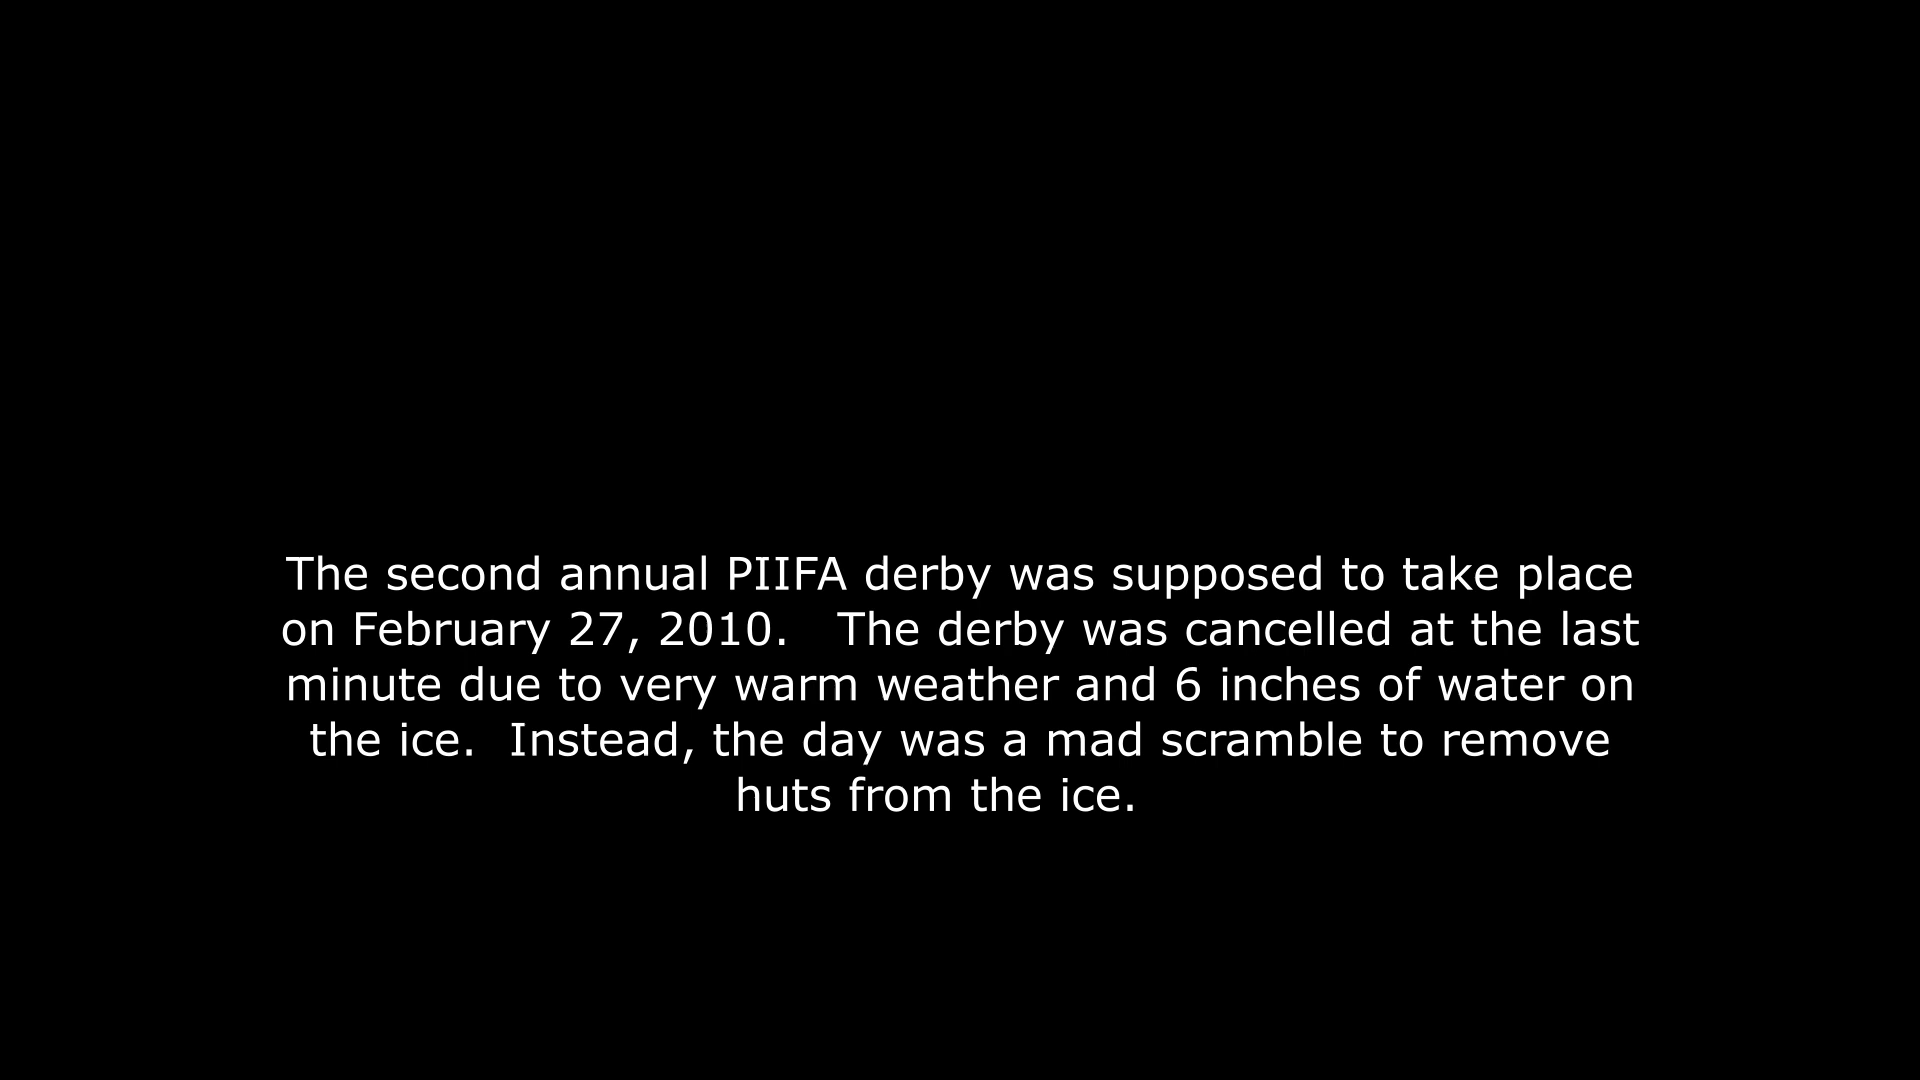 The second annual PIIFA derby was supposed to take place
on February 27, 2010.   The derby was cancelled at the last
minute due to very warm weather and 6 inches of water on
the ice.  Instead, the day was a mad scramble to remove
huts from the ice.